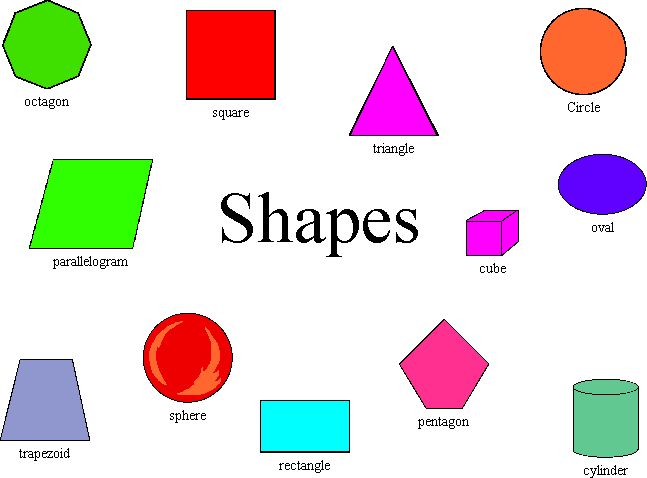 octagon
square
triangle
Circle
parallelogram
Shapes
cube
oval
trapezoid
sphere
rectangle
pentagon
cylinder